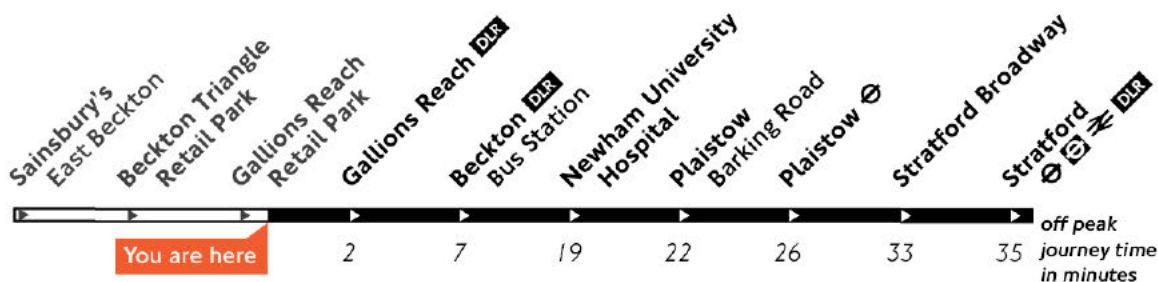 Sainsbury's
East Beckton
Beckton Triangle
Retail Park
Gallions Reach
Retail Park
Gallions Reach DLR
Beckton DLR
Bus Station
Newham University
Hospital
Plaistow
Barking Road
Plaistow
Stratford Broadway
Stratford
DLR
You are here
2
7
19
22
26
33
35
off peak
journey time
in minutes